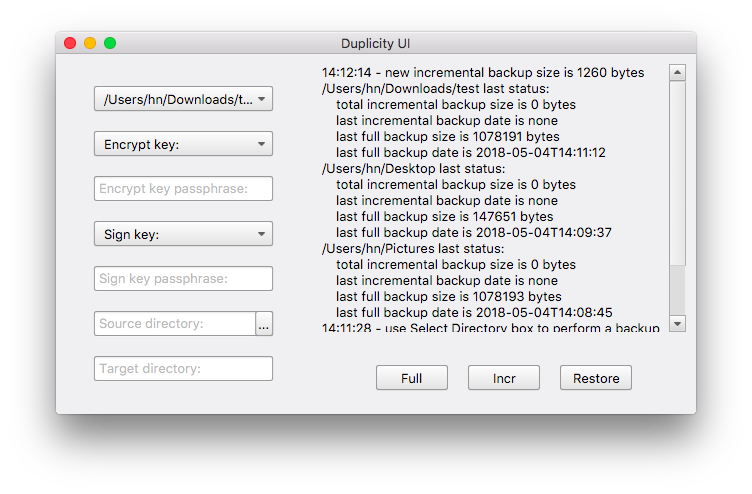 Duplicity UI
/Users/hn/Downloads/t...
Encrypt key:
Encrypt key passphrase:
Sign key:
Sign key passphrase:
Source directory:
...
Target directory:
14:12:14 - new incremental backup size is 1260 bytes
/Users/hn/Downloads/test last status:
total incremental backup size is 0 bytes
last incremental backup date is none
last full backup size is 1078191 bytes
last full backup date is 2018-05-04T14:11:12
/Users/hn/Desktop last status:
total incremental backup size is 0 bytes
last incremental backup date is none
last full backup size is 147651 bytes
last full backup date is 2018-05-04T14:09:37
/Users/hn/Pictures last status:
total incremental backup size is 0 bytes
last incremental backup date is none
last full backup size is 1078193 bytes
last full backup date is 2018-05-04T14:08:45
14:11:28 - use Select Directory box to perform a backup
Full
Incr
Restore